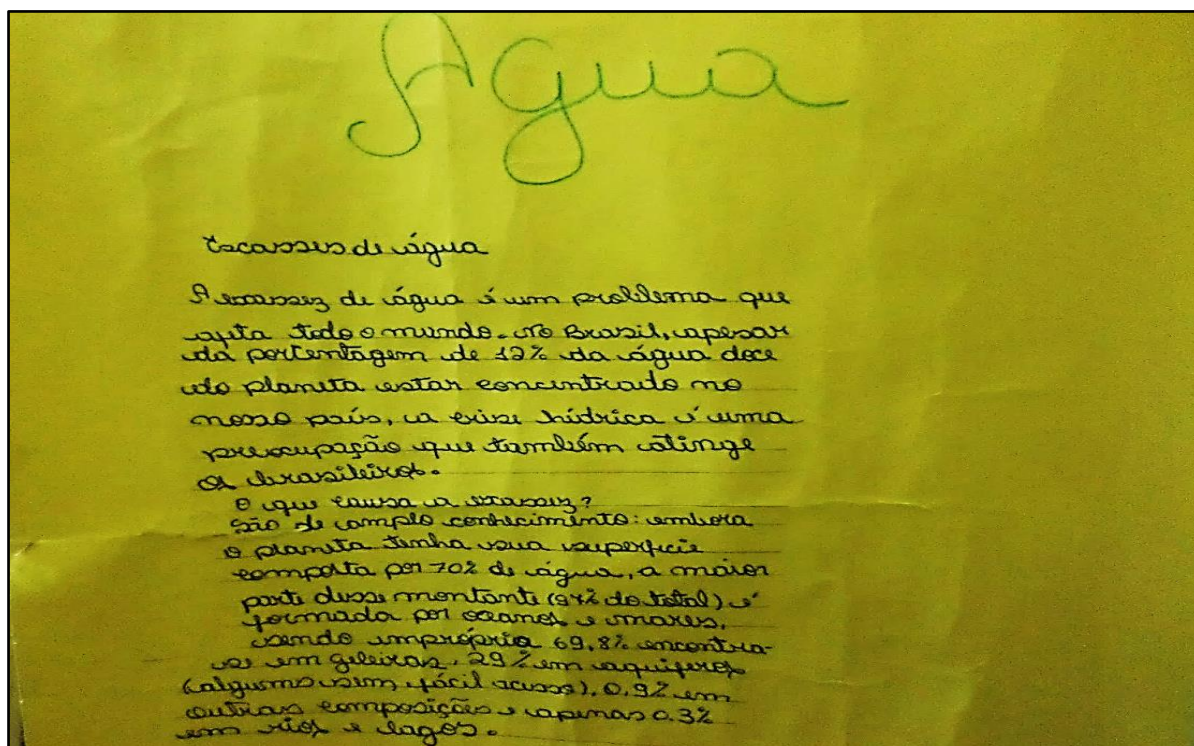 Agua
Escasses de água
A escassez de água é um problema que
afeta todo o mundo. No Brasil, apesar
da portentagem de 12% da água doce
do planeta estar concentrado no
nosso país, a crise hídrica é uma
preocupação que também atinge
os brasileiros.
O que causa a escassez?
São de amplo conhecimento: embora
o planeta tenha sua superfície
composta por 70% de água, a maior
parte desse montante (97% do total) é
formada por oceanos e mares,
sendo imprópria 69,8% encontra-
se em geleiras. 29% em aquíferos
(algumo sem fácil acesso), 0,9% em
outras composições e apenas 0.3%
em rios e lagos.